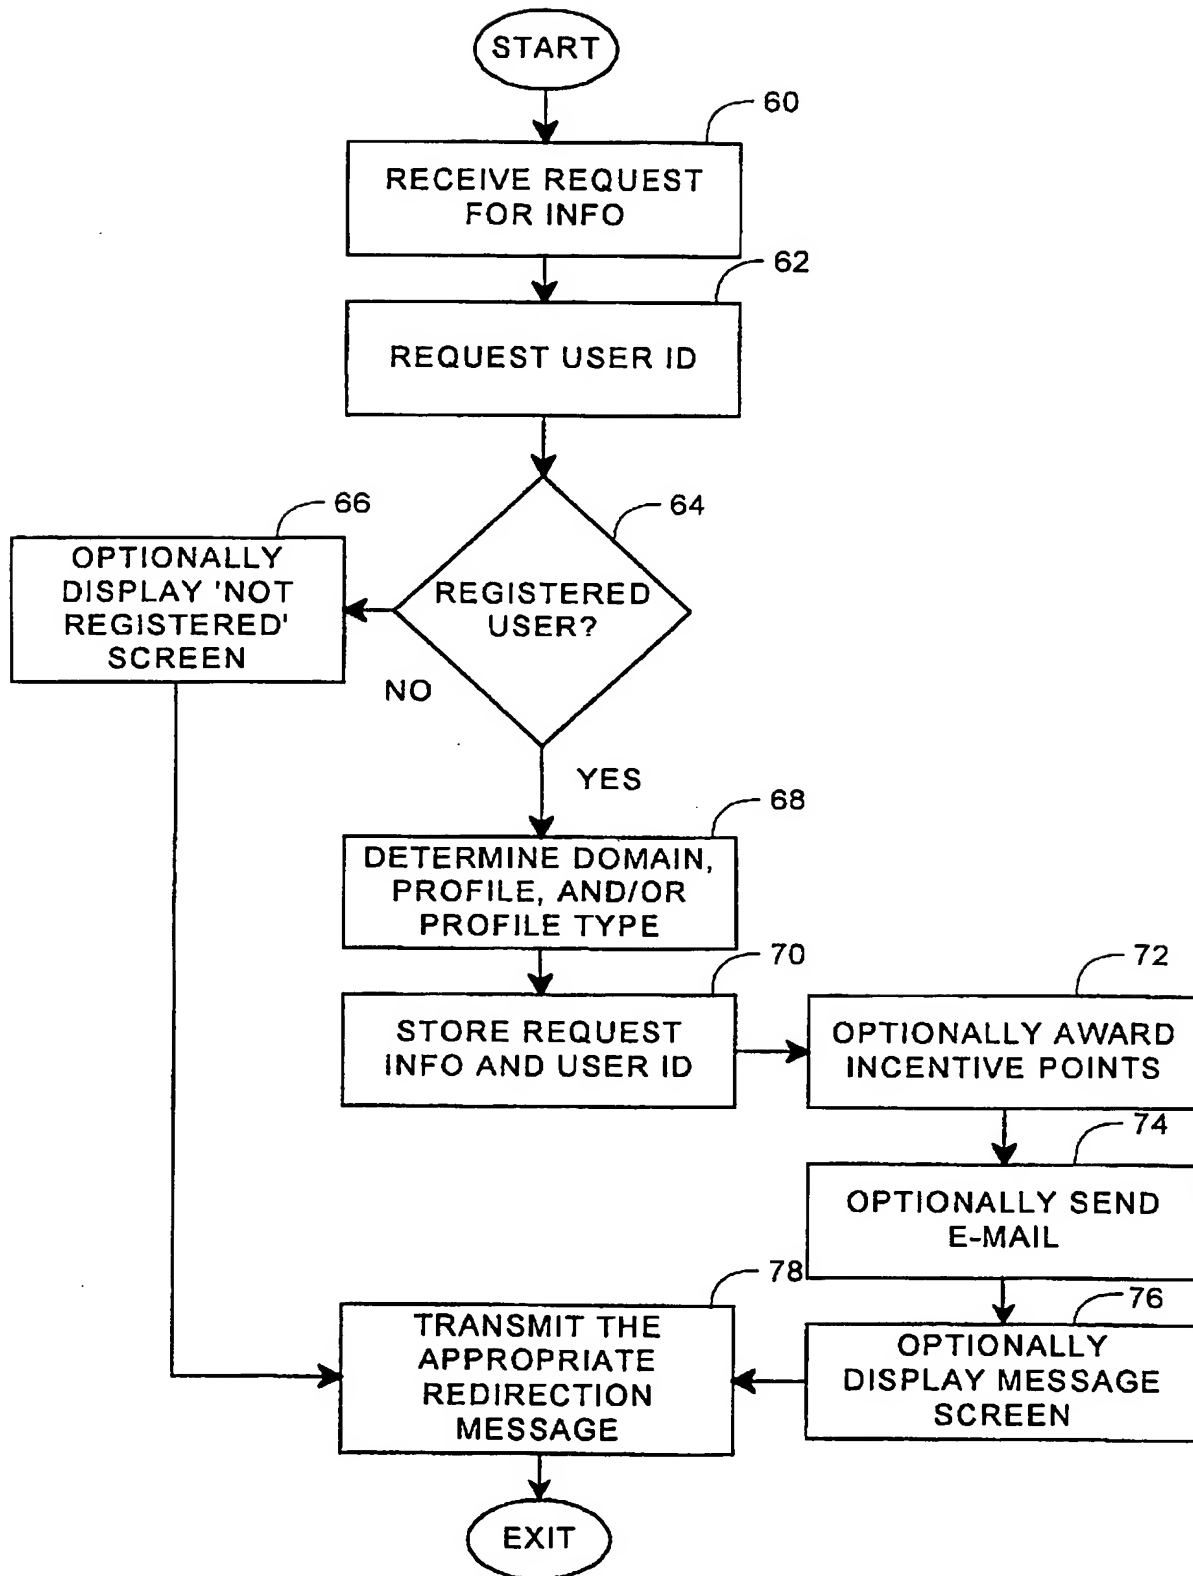 START
60
RECEIVE REQUEST
FOR INFO
62
REQUEST USER ID
64
REGISTERED
USER?
66
OPTIONALLY
DISPLAY 'NOT
REGISTERED'
SCREEN
NO
YES
68
DETERMINE DOMAIN,
PROFILE, AND/OR
PROFILE TYPE
70
STORE REQUEST
INFO AND USER ID
72
OPTIONALLY AWARD
INCENTIVE POINTS
74
OPTIONALLY SEND
E-MAIL
76
OPTIONALLY
DISPLAY MESSAGE
SCREEN
78
TRANSMIT THE
APPROPRIATE
REDIRECTION
MESSAGE
EXIT